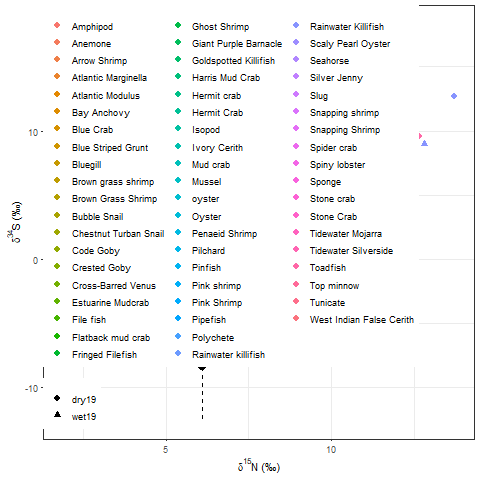 Amphipod
Anemone
Arrow Shrimp
Atlantic Marginella
Atlantic Modulus
Bay Anchovy
Blue Crab
Blue Striped Grunt
Bluegill
Brown grass shrimp
Brown Grass Shrimp
Bubble Snail
Chestnut Turban Snail
Code Goby
Crested Goby
Cross-Barred Venus
Estuarine Mudcrab
File fish
Flatback mud crab
Fringed Filefish
Ghost Shrimp
Giant Purple Barnacle
Goldspotted Killifish
Harris Mud Crab
Hermit crab
Hermit Crab
Isopod
Ivory Cerith
Mud crab
Mussel
oyster
Oyster
Penaeid Shrimp
Pilchard
Pinfish
Pink shrimp
Pink Shrimp
Pipefish
Polychete
Rainwater killifish
Rainwater Killifish
Scaly Pearl Oyster
Seahorse
Silver Jenny
Slug
Snapping shrimp
Snapping Shrimp
Spider crab
Spiny lobster
Sponge
Stone crab
Stone Crab
Tidewater Mojarra
Tidewater Silverside
Toadfish
Top minnow
Tunicate
West Indian False Cerith
dry19
wet19
10
0
-10
δ³⁴S (‰)
5
10
δ¹⁵N (‰)